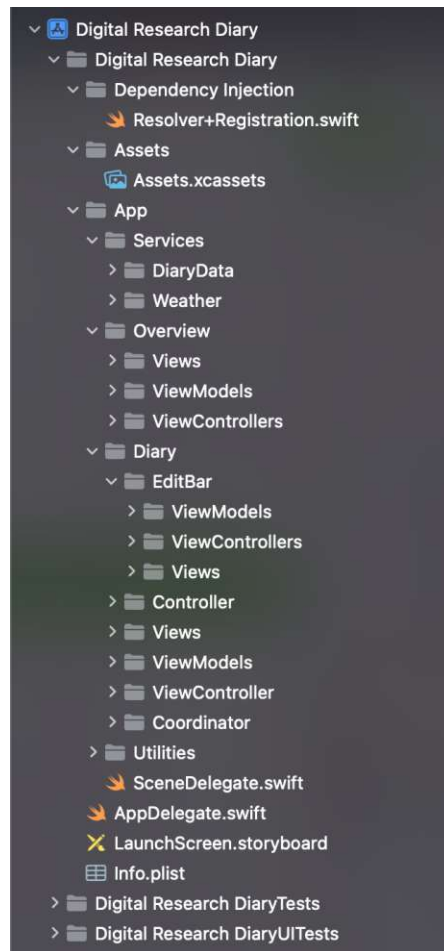 Digital Research Diary
Digital Research Diary
Dependency Injection
Resolver+Registration.swift
Assets
Assets.xcassets
App
Services
DiaryData
Weather
Overview
Views
ViewModels
ViewControllers
Diary
EditBar
ViewModels
ViewControllers
Views
Controller
Views
ViewModels
ViewController
Coordinator
Utilities
SceneDelegate.swift
AppDelegate.swift
LaunchScreen.storyboard
Info.plist
Digital Research DiaryTests
Digital Research DiaryUITests